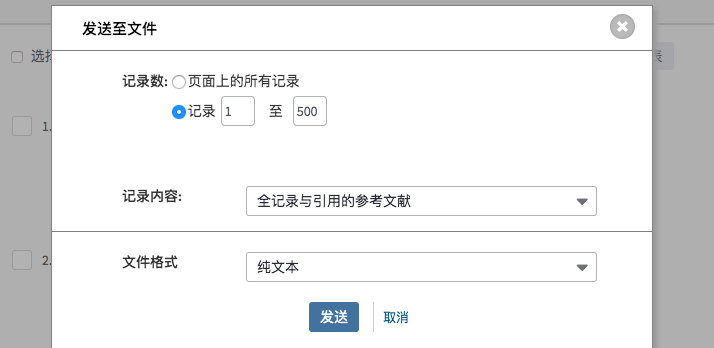 发送至文件
选择
表
记录数: 页面上的所有记录
记录 1 至 500
1.
记录内容: 全记录与引用的参考文献
2.
文件格式 纯文本
发送 取消